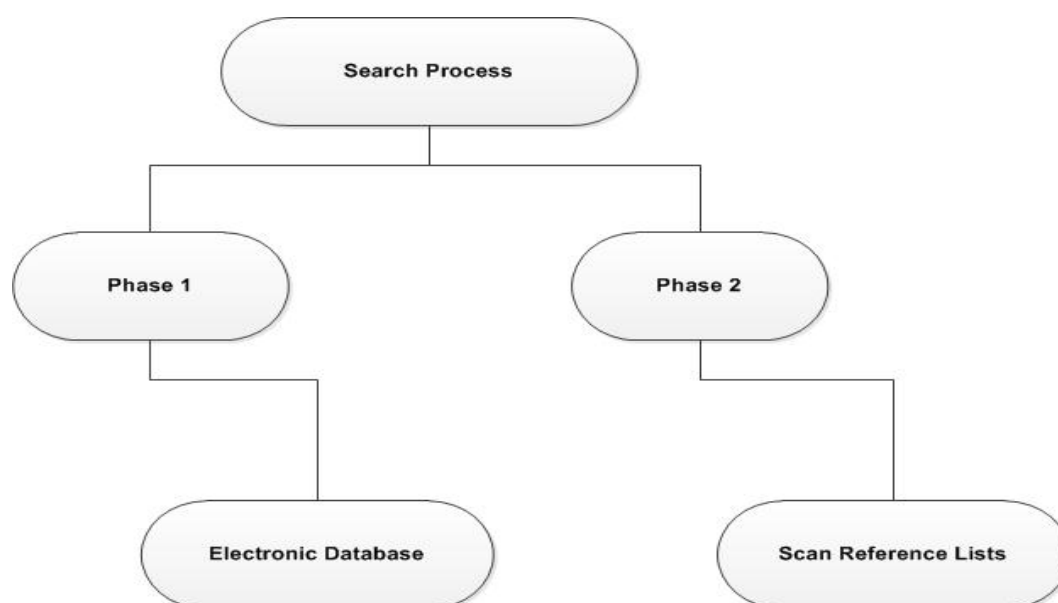 Search Process
Phase 1
Phase 2
Electronic Database
Scan Reference Lists